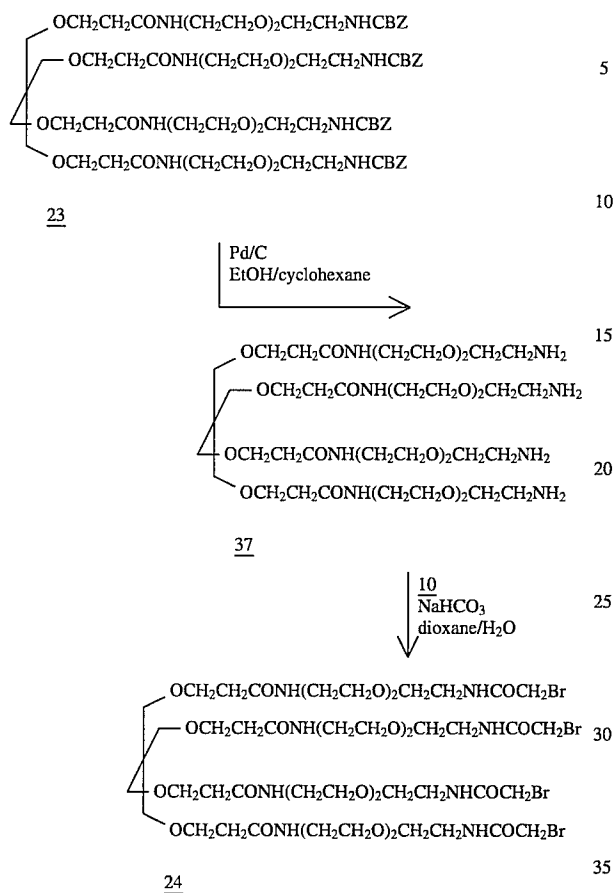 OCH₂CH₂CONH(CH₂CH₂O)₂CH₂CH₂NHCBZ
OCH₂CH₂CONH(CH₂CH₂O)₂CH₂CH₂NHCBZ
5
OCH₂CH₂CONH(CH₂CH₂O)₂CH₂CH₂NHCBZ
OCH₂CH₂CONH(CH₂CH₂O)₂CH₂CH₂NHCBZ
10
23
Pd/C
EtOH/cyclohexane
15
OCH₂CH₂CONH(CH₂CH₂O)₂CH₂CH₂NH₂
OCH₂CH₂CONH(CH₂CH₂O)₂CH₂CH₂NH₂
OCH₂CH₂CONH(CH₂CH₂O)₂CH₂CH₂NH₂
20
OCH₂CH₂CONH(CH₂CH₂O)₂CH₂CH₂NH₂
37
10
25
NaHCO₃
dioxane/H₂O
OCH₂CH₂CONH(CH₂CH₂O)₂CH₂CH₂NHCOCH₂Br
OCH₂CH₂CONH(CH₂CH₂O)₂CH₂CH₂NHCOCH₂Br
30
OCH₂CH₂CONH(CH₂CH₂O)₂CH₂CH₂NHCOCH₂Br
OCH₂CH₂CONH(CH₂CH₂O)₂CH₂CH₂NHCOCH₂Br
35
24